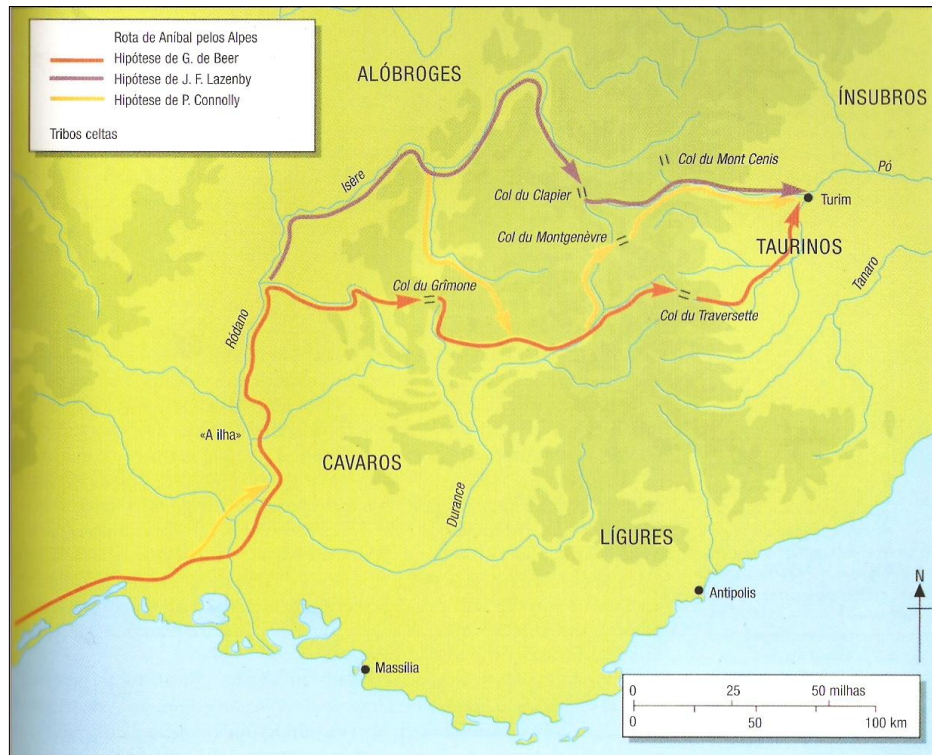 Rota de Aníbal pelos Alpes
Hipótese de G. de Beer
Hipótese de J. F. Lazenby
Hipótese de P. Connolly
Tribos celtas
ALÓBROGES
ÍNSUBROS
Isère
Col du Mont Cenis
Pó
Col du Clapier
Turim
Col du Montgenèvre
TAURINOS
Tanaro
Col du Grîmone
Col du Traversette
Ródano
«A ilha»
CAVAROS
Durance
LÍGURES
Antipolis
N
Massília
0 25 50 milhas
0 50 100 km